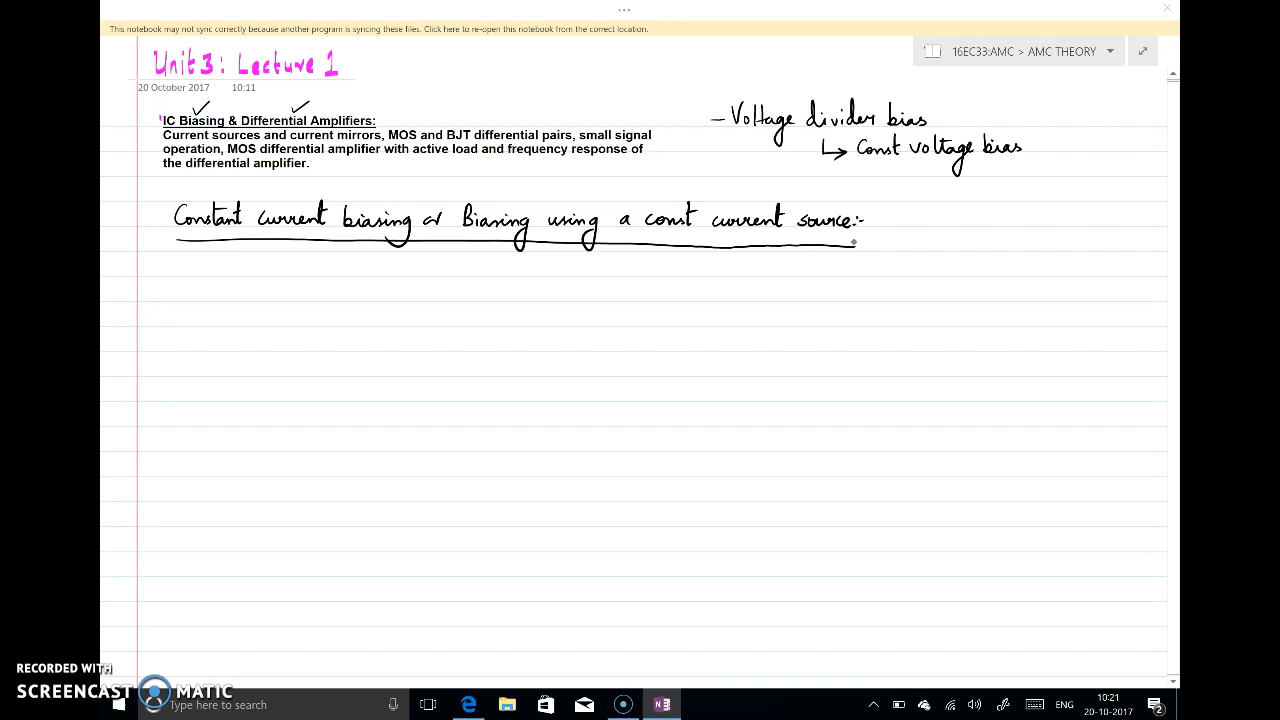 ...
This notebook may not sync correctly because another program is syncing these files. Click here to re-open this notebook from the correct location.
Unit 3: Lecture 1
16EC33:AMC > AMC THEORY
20 October 2017 10:11
IC Biasing & Differential Amplifiers:
Current sources and current mirrors, MOS and BJT differential pairs, small signal
operation, MOS differential amplifier with active load and frequency response of
the differential amplifier.
- Voltage divider bias
↳ Const voltage bias
Constant current biasing or Biasing using a const current source:-
RECORDED WITH
SCREENCAST MATIC
Type here to search
N
ENG
10:21
20-10-2017
2